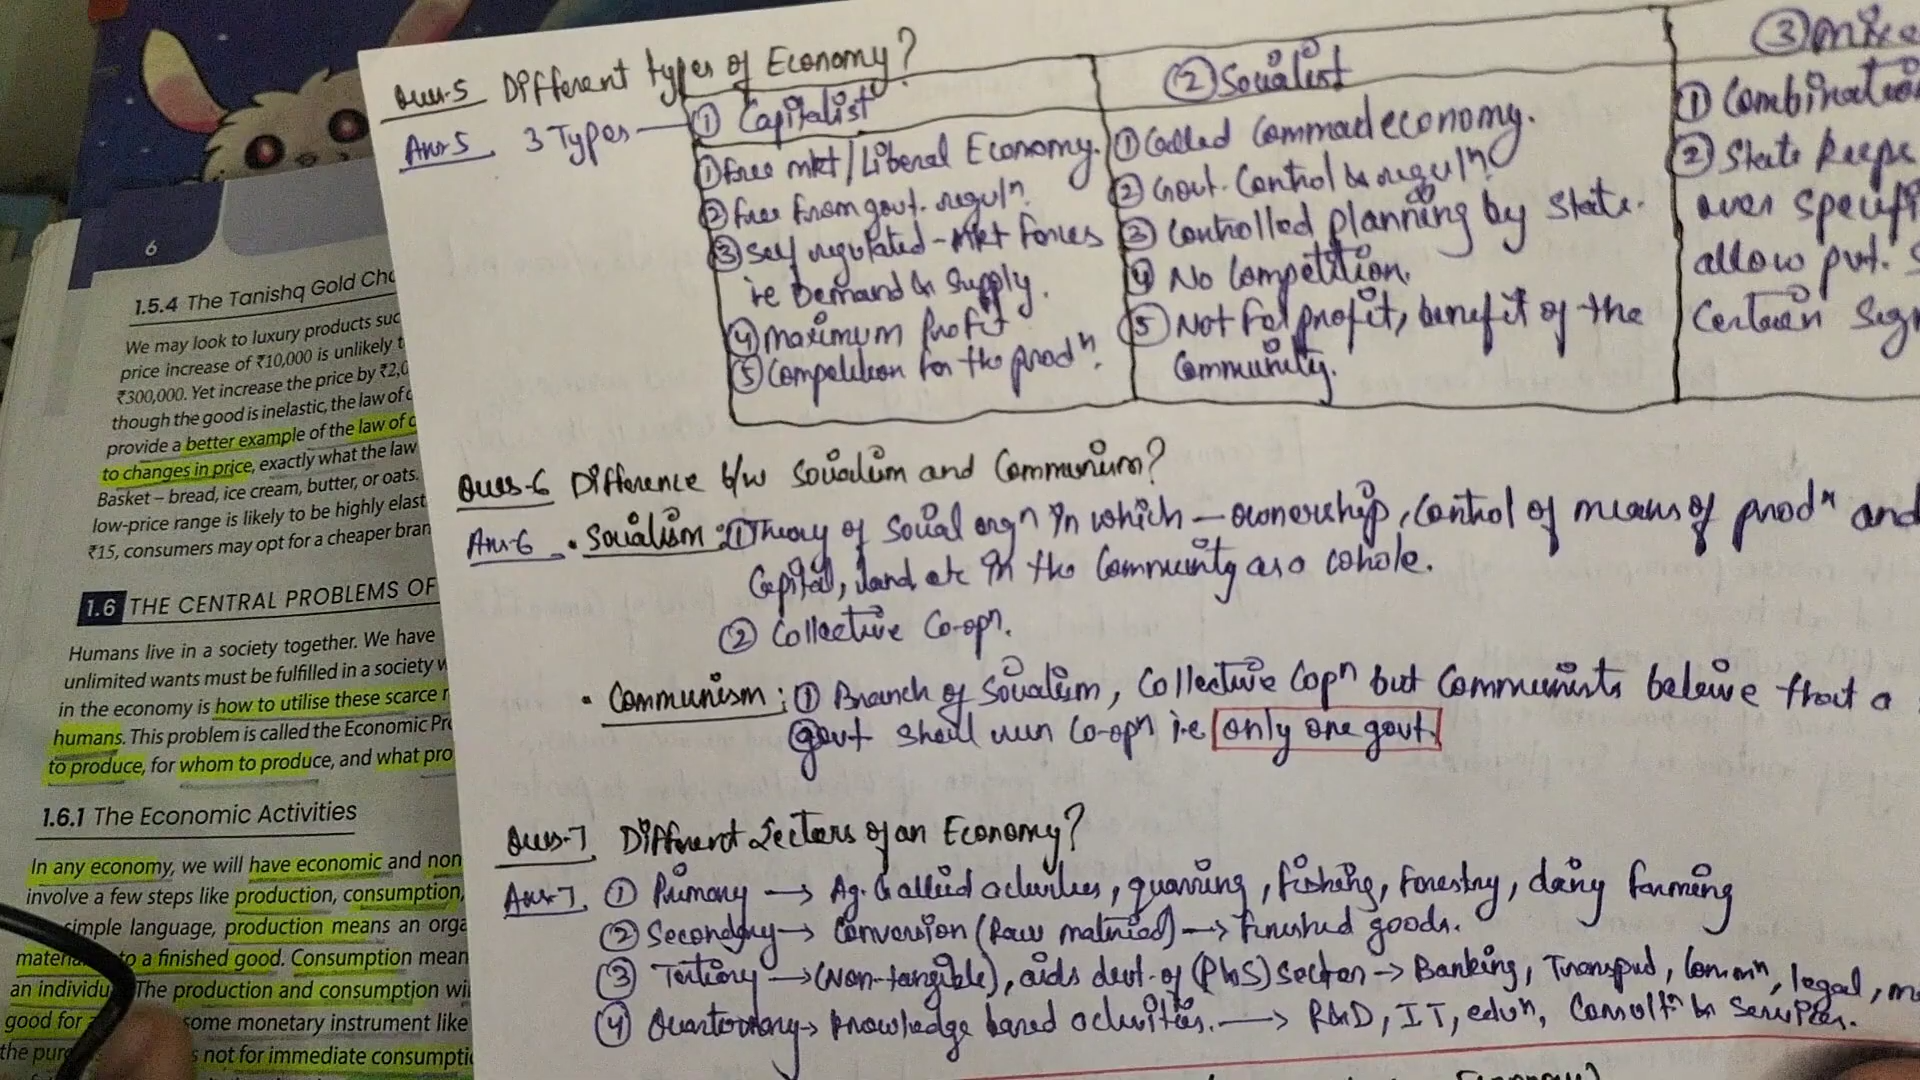 6
1.5.4 The Tanishq Gold Cha
We may look to luxury products suc
price increase of ₹10,000 is unlikely t
₹300,000. Yet increase the price by ₹2,0
though the good is inelastic, the law of d
provide a better example of the law of d
to changes in price, exactly what the law
Basket – bread, ice cream, butter, or oats.
low-price range is likely to be highly elast
₹15, consumers may opt for a cheaper bran
1.6 THE CENTRAL PROBLEMS OF
Humans live in a society together. We have
unlimited wants must be fulfilled in a society w
in the economy is how to utilise these scarce r
humans. This problem is called the Economic Pro
to produce, for whom to produce, and what pro
1.6.1 The Economic Activities
In any economy, we will have economic and non
involve a few steps like production, consumption,
simple language, production means an orga
materia to a finished good. Consumption mean
an individu The production and consumption wil
good for some monetary instrument like
the purc s not for immediate consumptio
Ques-5 Different types of Economy?
Ans-5 3 Types
① Capitalist
① Free mkt / Liberal Economy.
② Free from govt. reguln.
③ Self regulated - Mkt forces
ie Demand & Supply.
④ Maximum Profit
⑤ Competition for the prodn.
② Socialist
① Called Commad economy.
② Govt. Control & reguln
③ Controlled planning by State.
④ No Competition.
⑤ Not for profit, benefit of the
Community.
③ Mixe
① Combinatio
② State keeps
over specifi
allow pvt. S
Certain Seg
Ques-6 Difference b/w Socialism and Communism?
Ans-6 • Socialism: ① Theory of Social orgn in which - ownership, Control of means of prodn and
Capital, land etc in the Community as a whole.
② Collective Co-opn.
• Communism: ① Branch of Socialism, Collective Copn but Communists beleive that a
govt shall run Co-opn i.e only one govt.
Ques-7 Different Sectors of an Economy?
Ans-7 ① Primary → Ag. & allied activities, quarrying, fishing, forestry, dairy farming
② Secondary → Conversion (Raw material) → Finished goods.
③ Tertiary → (Non-tangible), aids devt. of (P&S) Sector → Banking, Transport, Commn, legal, m
④ Quarternary → knowledge based activities. → R&D, IT, edun, Consultn & Services.